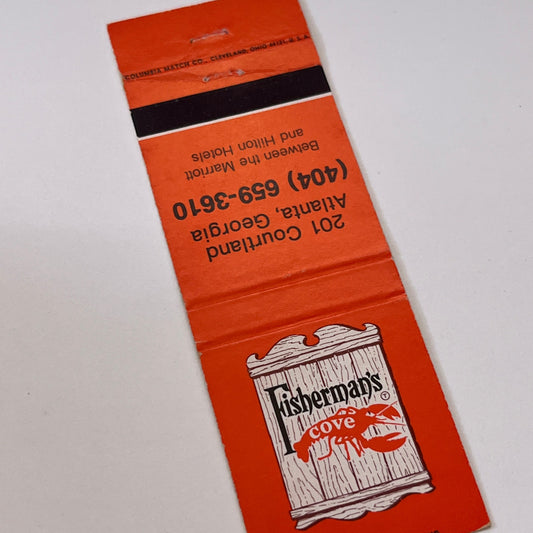 COLUMBIA MATCH CO., CLEVELAND, OHIO
201 Courtland
Atlanta, Georgia
(404) 659-3610
Between the Marriott
and Hilton Hotels
Fisherman's
cove